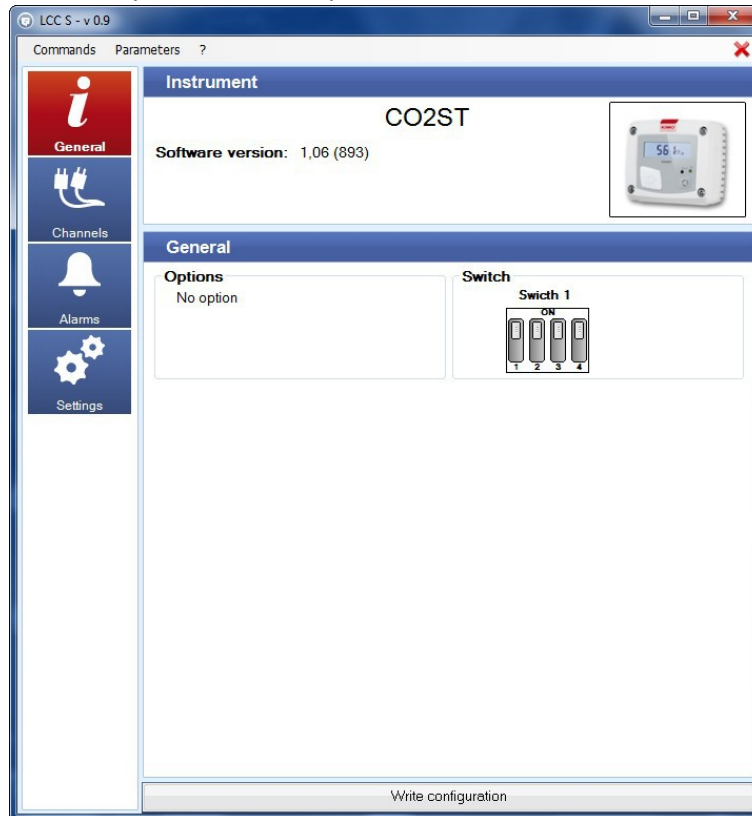 LCC S - v 0.9
Commands Parameters ?
General
Channels
Alarms
Settings
Instrument
CO2ST
Software version: 1,06 (893)
General
Options
No option
Switch
Swicth 1
ON
1 2 3 4
Write configuration